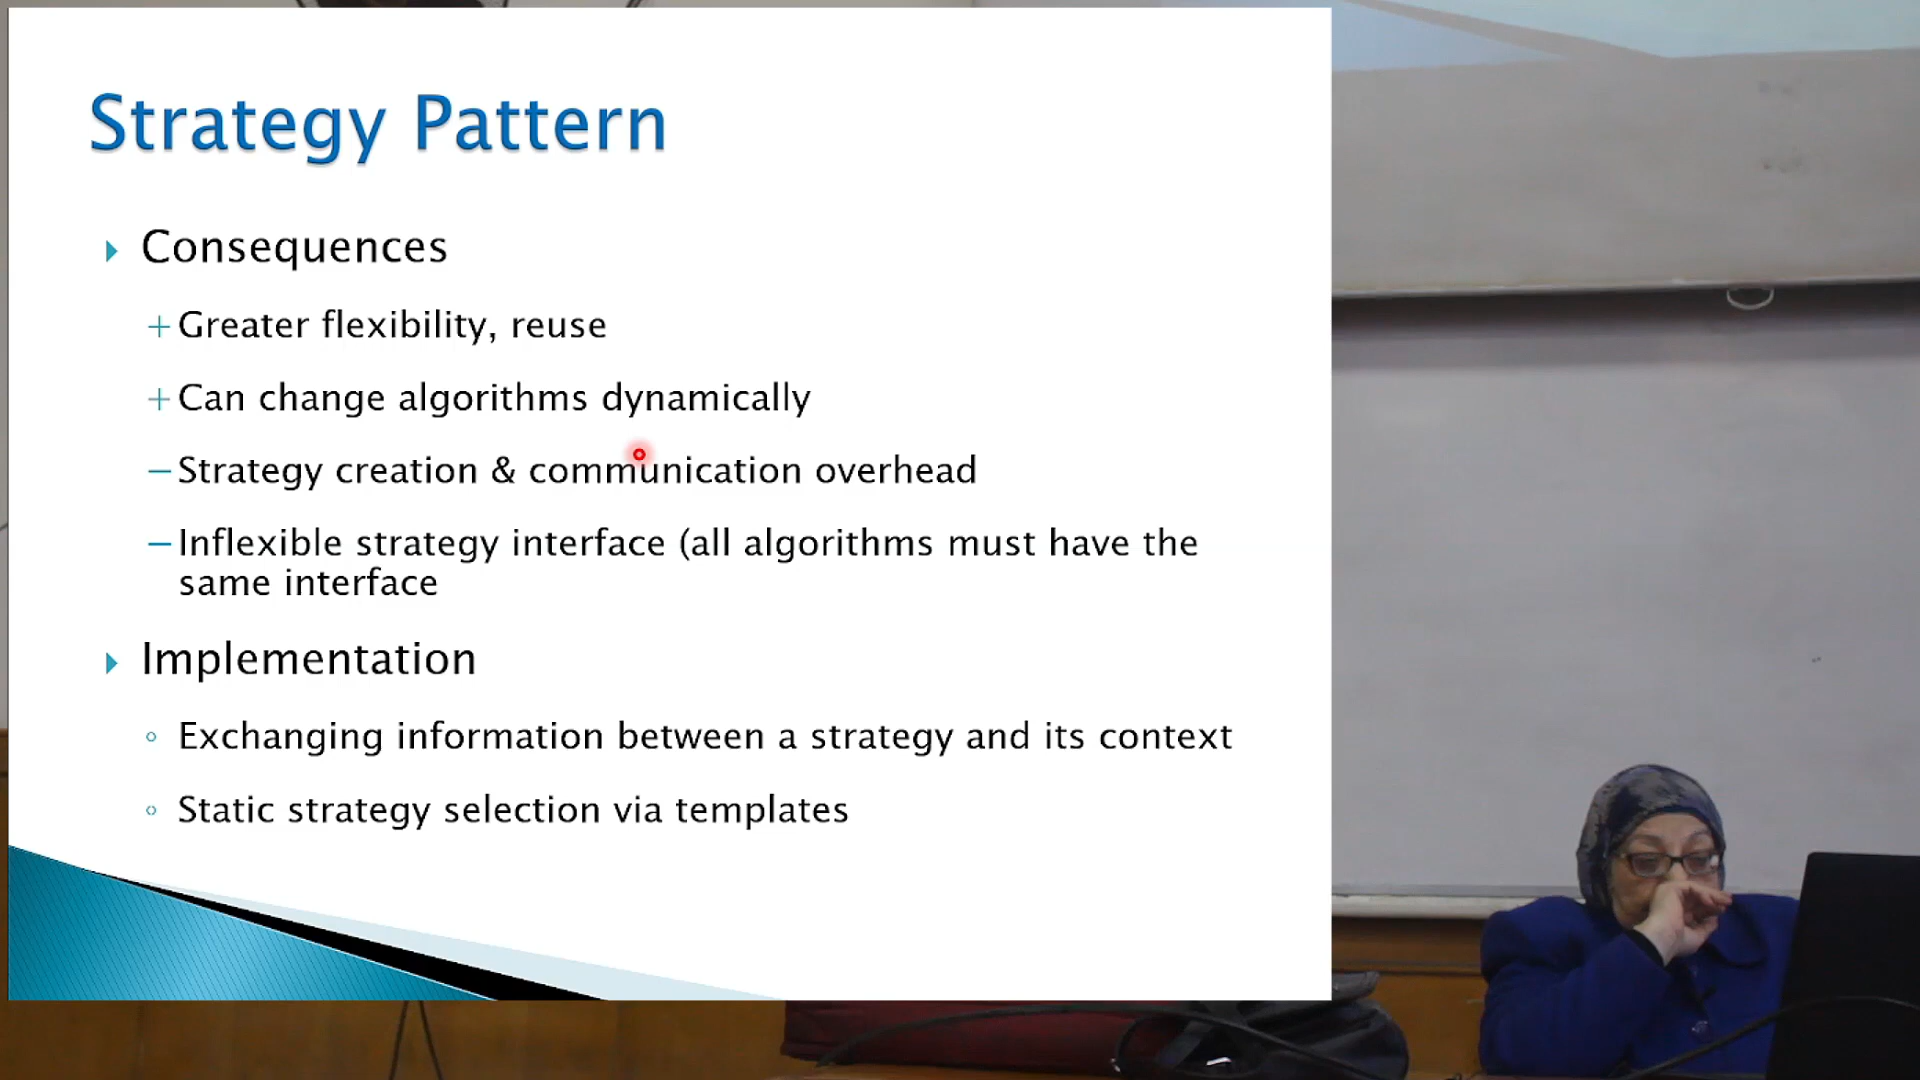 Strategy Pattern
Consequences
+ Greater flexibility, reuse
+ Can change algorithms dynamically
– Strategy creation & communication overhead
– Inflexible strategy interface (all algorithms must have the
same interface
Implementation
Exchanging information between a strategy and its context
Static strategy selection via templates